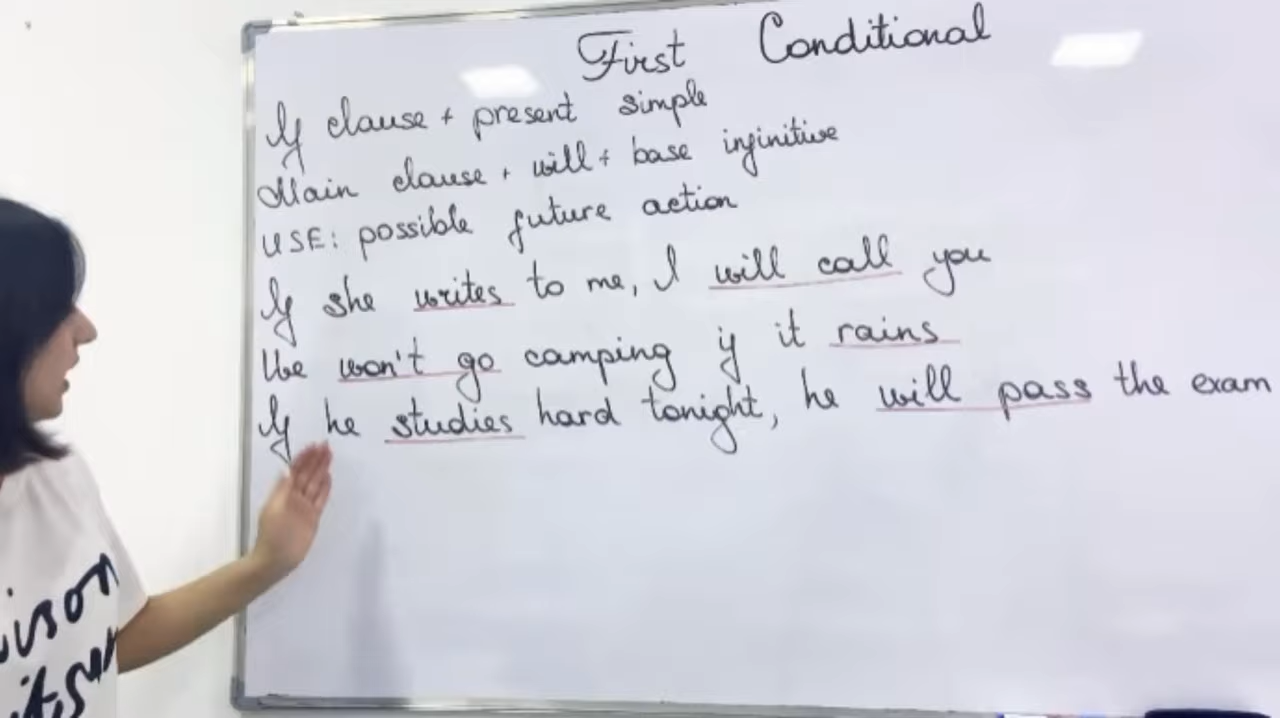 First Conditional
If clause + present simple
Main clause + will + base infinitive
USE: possible future action
If she writes to me, I will call you
We won't go camping if it rains
If he studies hard tonight, he will pass the exam